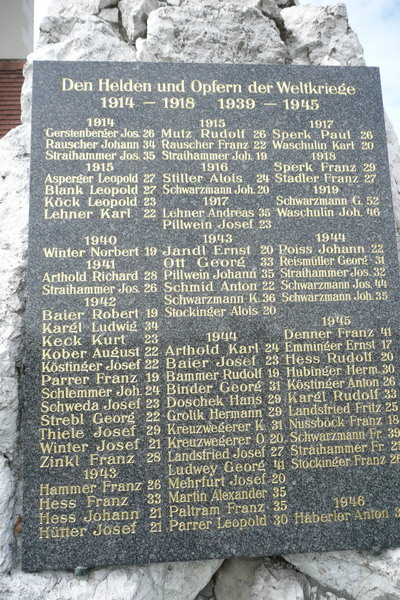 Den Helden und Opfern der Weltkriege
1914 — 1918 1939 — 1945
1914
Gerstenberger Jos. 26
Rauscher Johann 34
Straihammer Jos. 35
1915
Asperger Leopold 27
Blank Leopold 27
Köck Leopold 23
Lehner Karl 22
1915
Mutz Rudolf 26
Rauscher Franz 22
Straihammer Joh. 19
1916
Stiller Alois 24
Schwarzmann Joh. 20
1917
Lehner Andreas 35
Pillwein Josef 23
1917
Sperk Paul 26
Waschulin Karl 20
1918
Sperk Franz 29
Stadler Franz 27
1919
Schwarzmann G. 52
Waschulin Joh. 46
1940
Winter Norbert 19
1941
Arthold Richard 28
Straihammer Jos. 26
1942
Baier Robert 19
Kargl Ludwig 34
Keck Kurt 23
Kober August 22
Köstinger Josef 22
Parrer Franz 19
Schlemmer Joh. 24
Schweda Josef 23
Strebl Georg 22
Thiele Josef 29
Winter Josef 21
Zinkl Franz 28
1943
Hammer Franz 26
Hess Franz 33
Hess Johann 21
Hütter Josef 21
1943
Jandl Ernst 20
Ott Georg 33
Pillwein Johann 35
Schmid Anton 22
Schwarzmann K. 36
Stockinger Alois 20
1944
Arthold Karl 24
Baier Josef 23
Bammer Rudolf 19
Binder Georg 31
Doschek Hans 29
Grolik Hermann 29
Kreuzwegerer K. 31
Kreuzwegerer O. 20
Landsfried Josef 27
Ludwey Georg 41
Mehrfurt Josef 20
Martin Alexander 35
Paltram Franz 35
Parrer Leopold 30
1944
Poiss Johann 22
Reismüller Georg 31
Straihammer Jos. 32
Schwarzmann Jos. 44
Schwarzmann Joh. 35
1945
Denner Franz 41
Emminger Ernst 17
Hess Rudolf 20
Hubinger Herm. 30
Köstinger Anton 26
Kargl Rudolf 33
Landsfried Fritz 25
Nussböck Franz 18
Schwarzmann Fr. 39
Straihammer Fr.
Stockinger Franz 26
1946
Haberler Anton